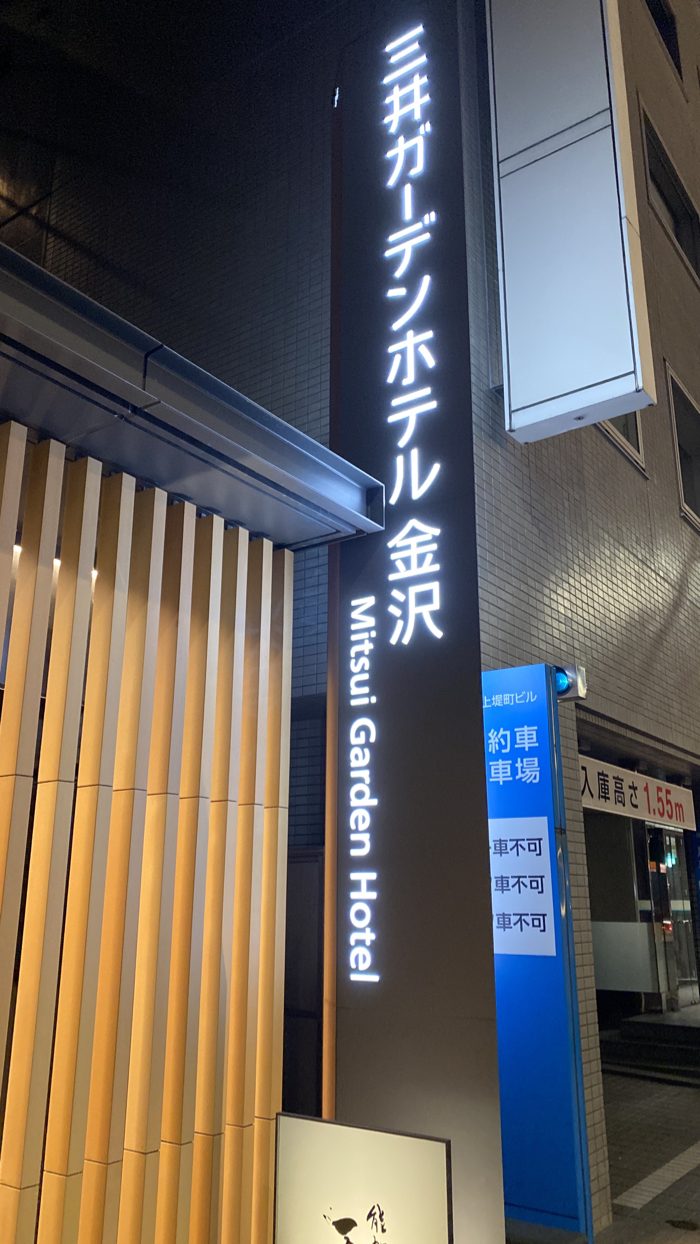 三井ガーデンホテル 金沢
Mitsui Garden Hotel
上堤町ビル
約車
車場
車不可
車不可
車不可
入庫高さ1.55m
能